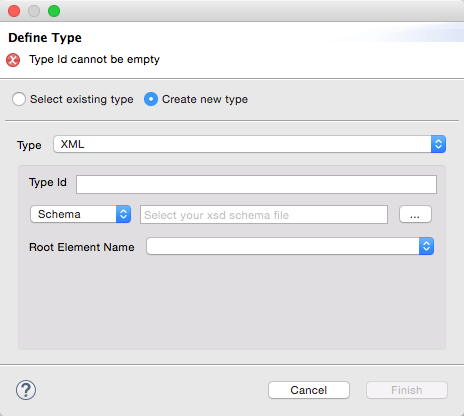 Define Type
Type Id cannot be empty
Select existing type Create new type
Type XML
Type Id
Schema Select your xsd schema file ...
Root Element Name
? Cancel Finish